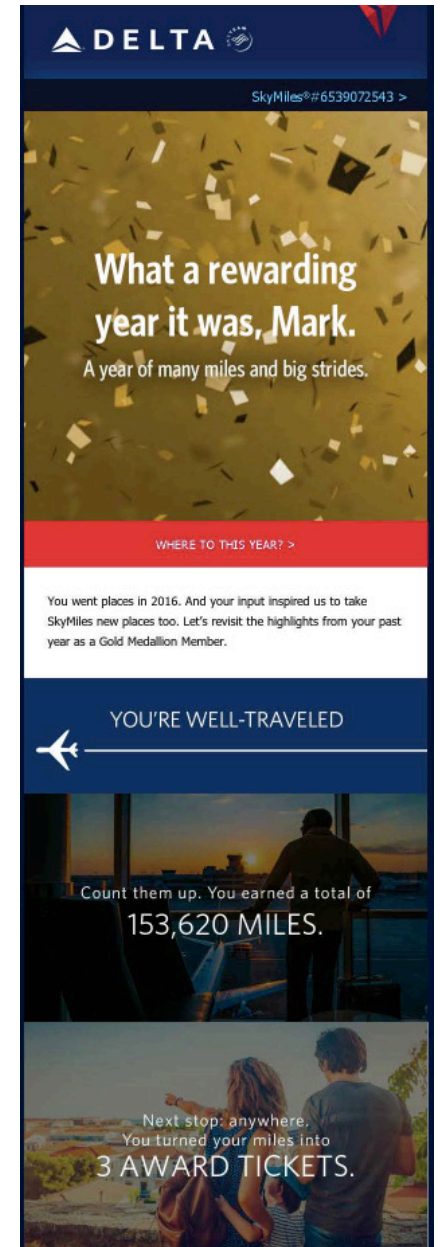 DELTA
SkyMiles®#6539072543 >
What a rewarding
year it was, Mark.
A year of many miles and big strides.
WHERE TO THIS YEAR? >
You went places in 2016. And your input inspired us to take
SkyMiles new places too. Let's revisit the highlights from your past
year as a Gold Medallion Member.
YOU'RE WELL-TRAVELED
Count them up. You earned a total of
153,620 MILES.
Next stop: anywhere.
You turned your miles into
3 AWARD TICKETS.